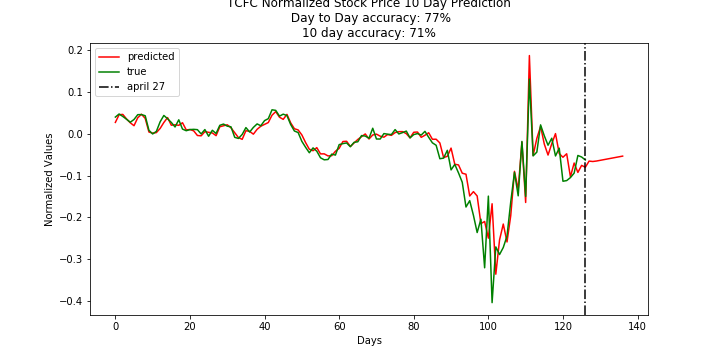 TCFC Normalized Stock Price 10 Day Prediction
Day to Day accuracy: 77%
10 day accuracy: 71%
predicted
true
april 27
Normalized Values
0.2
0.1
0.0
−0.1
−0.2
−0.3
−0.4
0
20
40
60
80
100
120
140
Days